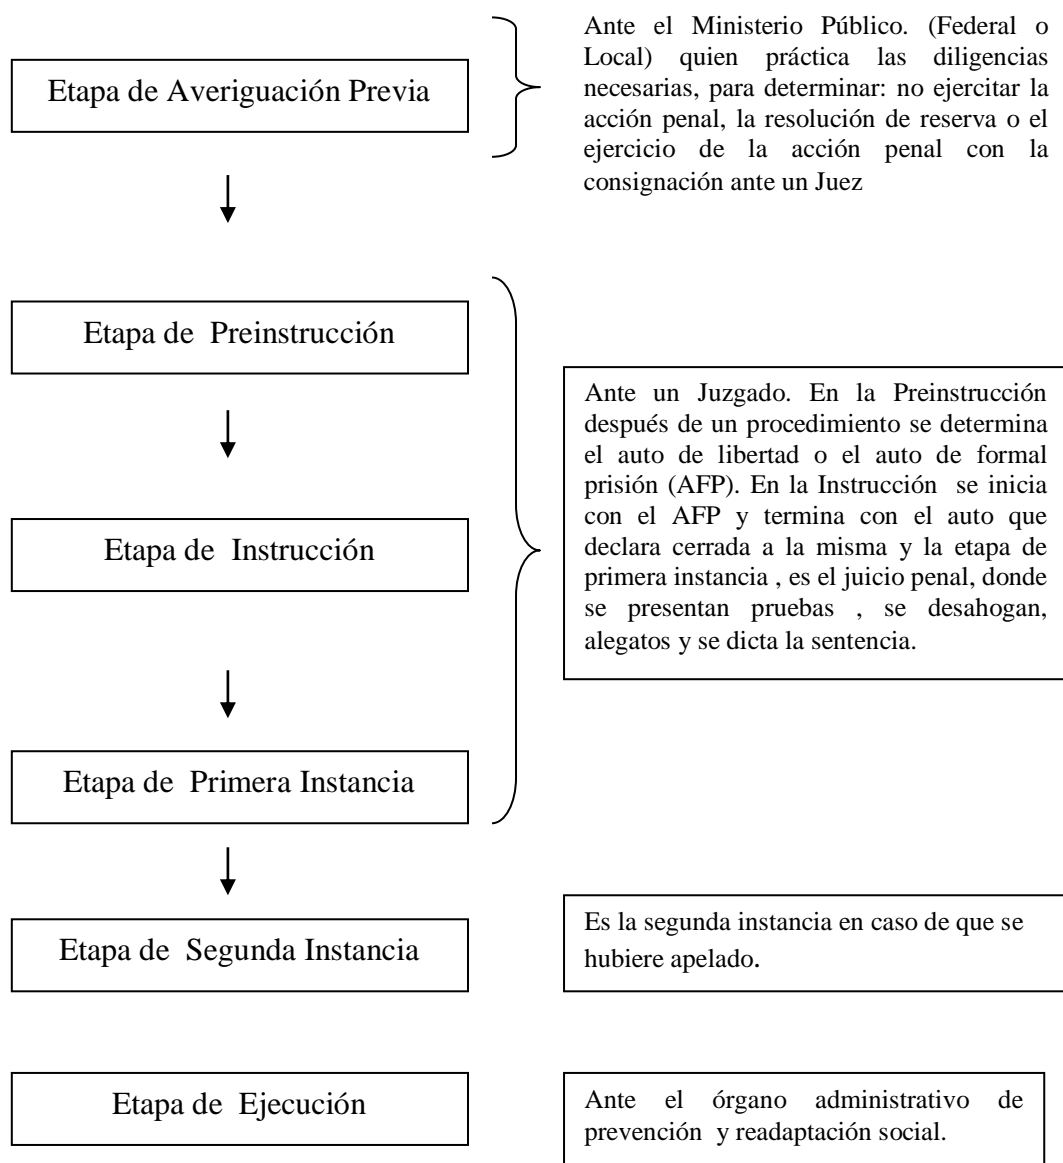 Etapa de Averiguación Previa
Ante el Ministerio Público. (Federal o
Local) quien práctica las diligencias
necesarias, para determinar: no ejercitar la
acción penal, la resolución de reserva o el
ejercicio de la acción penal con la
consignación ante un Juez
Etapa de Preinstrucción
Etapa de Instrucción
Etapa de Primera Instancia
Ante un Juzgado. En la Preinstrucción
después de un procedimiento se determina
el auto de libertad o el auto de formal
prisión (AFP). En la Instrucción se inicia
con el AFP y termina con el auto que
declara cerrada a la misma y la etapa de
primera instancia , es el juicio penal, donde
se presentan pruebas , se desahogan,
alegatos y se dicta la sentencia.
Etapa de Segunda Instancia
Es la segunda instancia en caso de que se
hubiere apelado.
Etapa de Ejecución
Ante el órgano administrativo de
prevención y readaptación social.